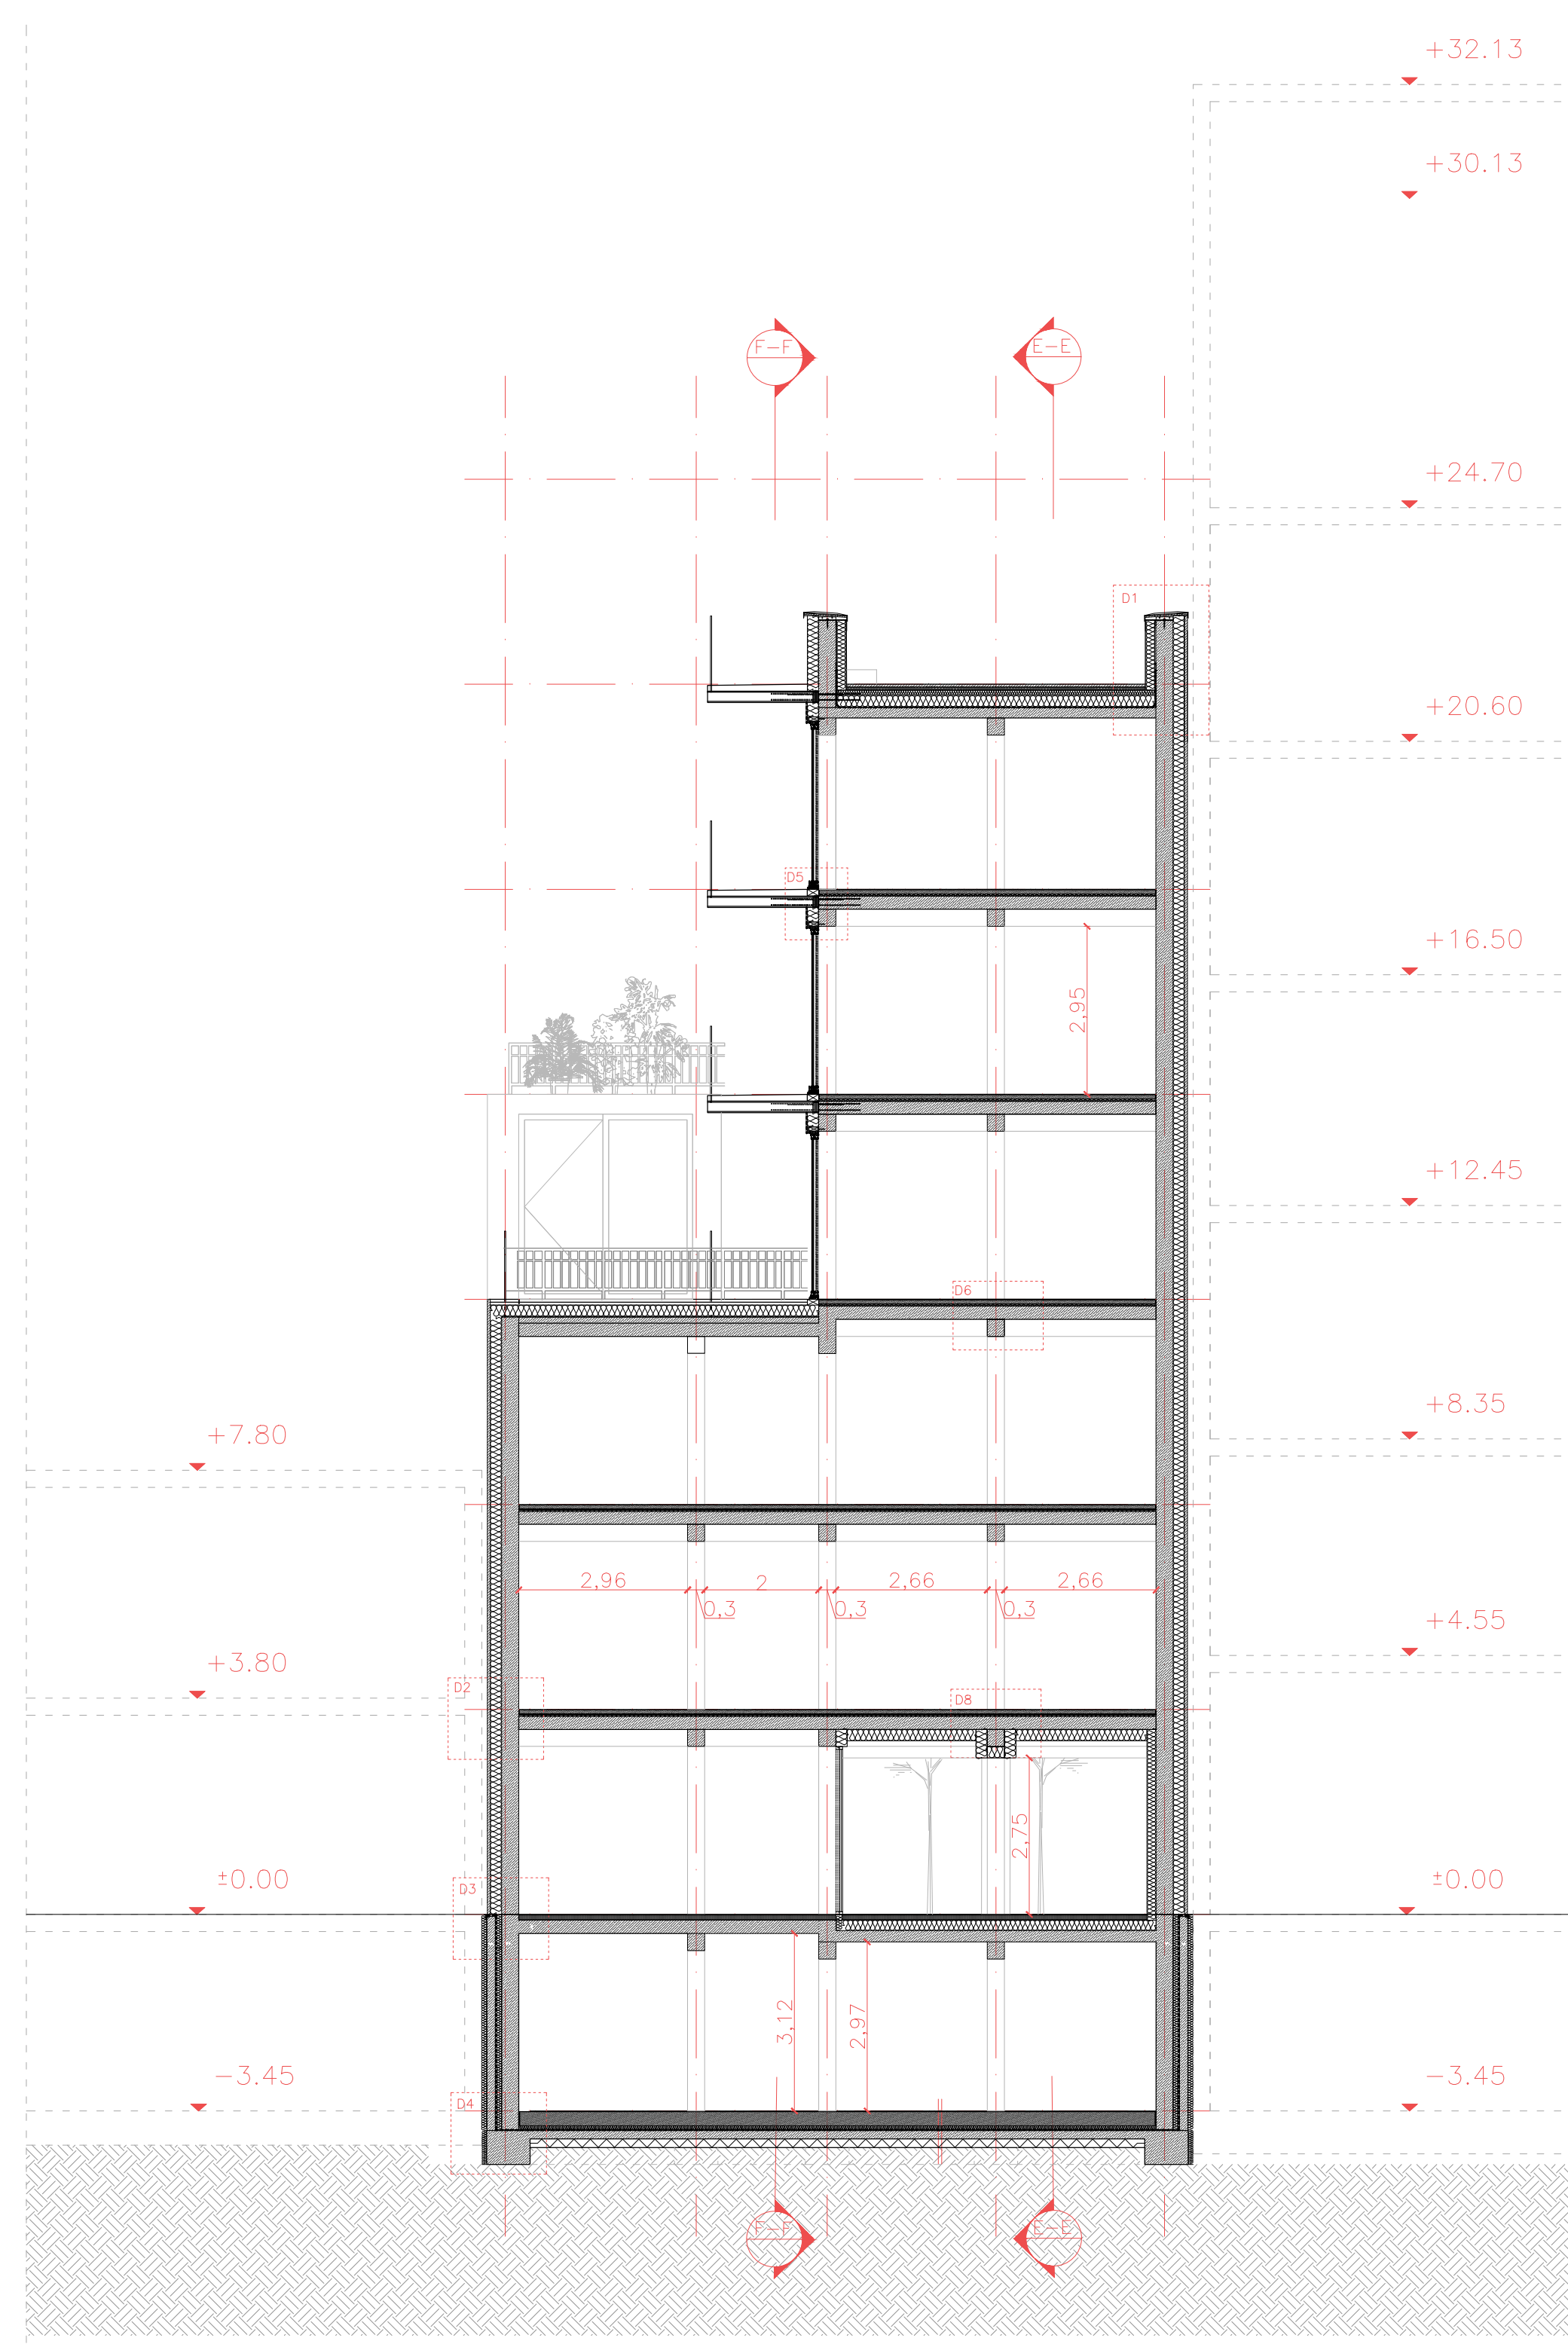 +32.13
+30.13
F-F
E-E
+24.70
D1
+20.60
D5
+16.50
2,95
+12.45
D6
+8.35
+7.80
2,96
2
2,66
2,66
0,3
0,3
0,3
+4.55
+3.80
D2
D8
2,75
±0.00
D3
±0.00
3,12
2,97
-3.45
D4
-3.45
F-F
E-E